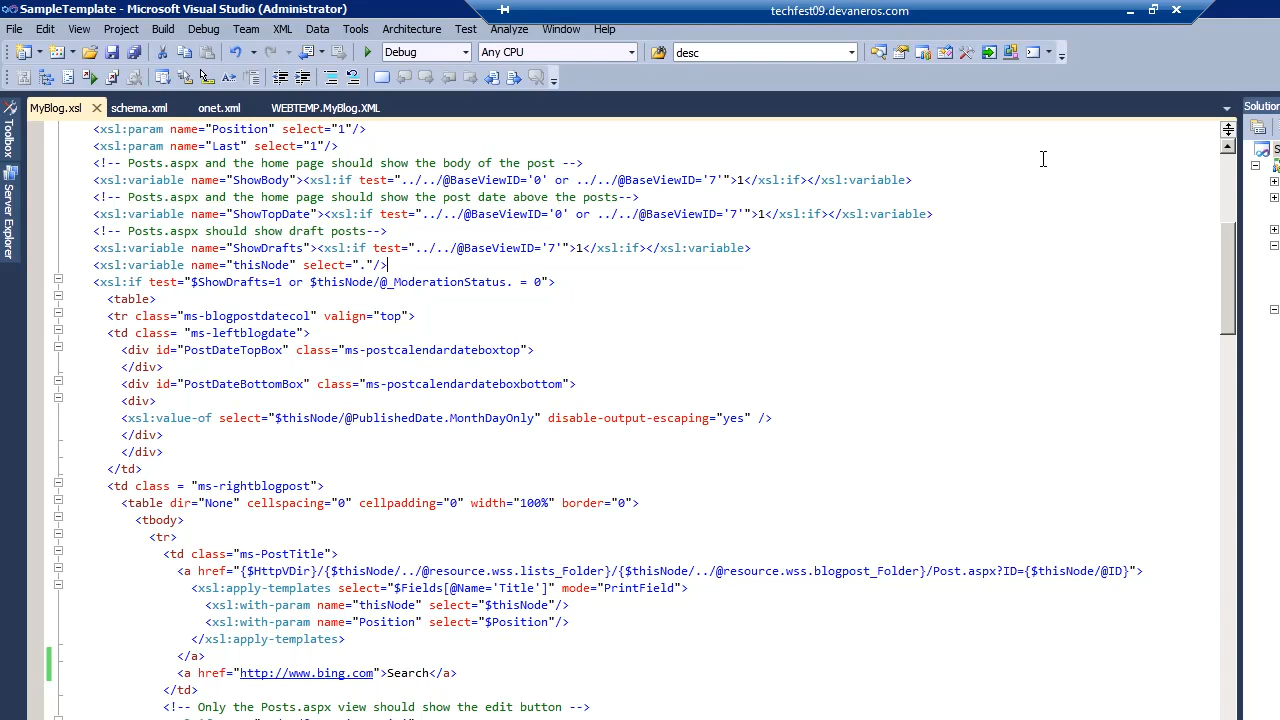 SampleTemplate - Microsoft Visual Studio (Administrator)
techfest09.devaneros.com
File Edit View Project Build Debug Team XML Data Tools Architecture Test Analyze Window Help
Debug Any CPU desc
MyBlog.xsl schema.xml onet.xml WEBTEMP.MyBlog.XML
Solution
Toolbox
Server Explorer
<xsl:param name="Position" select="1"/>
<xsl:param name="Last" select="1"/>
<!-- Posts.aspx and the home page should show the body of the post -->
<xsl:variable name="ShowBody"><xsl:if test="../../@BaseViewID='0' or ../../@BaseViewID='7'">1</xsl:if></xsl:variable>
<!-- Posts.aspx and the home page should show the post date above the posts-->
<xsl:variable name="ShowTopDate"><xsl:if test="../../@BaseViewID='0' or ../../@BaseViewID='7'">1</xsl:if></xsl:variable>
<!-- Posts.aspx should show draft posts-->
<xsl:variable name="ShowDrafts"><xsl:if test="../../@BaseViewID='7'">1</xsl:if></xsl:variable>
<xsl:variable name="thisNode" select="."/>
<xsl:if test="$ShowDrafts=1 or $thisNode/@_ModerationStatus. = 0">
<table>
<tr class="ms-blogpostdatecol" valign="top">
<td class= "ms-leftblogdate">
<div id="PostDateTopBox" class="ms-postcalendardateboxtop">
</div>
<div id="PostDateBottomBox" class="ms-postcalendardateboxbottom">
<div>
<xsl:value-of select="$thisNode/@PublishedDate.MonthDayOnly" disable-output-escaping="yes" />
</div>
</div>
</td>
<td class = "ms-rightblogpost">
<table dir="None" cellspacing="0" cellpadding="0" width="100%" border="0">
<tbody>
<tr>
<td class="ms-PostTitle">
<a href="{$HttpVDir}/{$thisNode/../@resource.wss.lists_Folder}/{$thisNode/../@resource.wss.blogpost_Folder}/Post.aspx?ID={$thisNode/@ID}">
<xsl:apply-templates select="$Fields[@Name='Title']" mode="PrintField">
<xsl:with-param name="thisNode" select="$thisNode"/>
<xsl:with-param name="Position" select="$Position"/>
</xsl:apply-templates>
</a>
<a href="http://www.bing.com">Search</a>
</td>
<!-- Only the Posts.aspx view should show the edit button -->